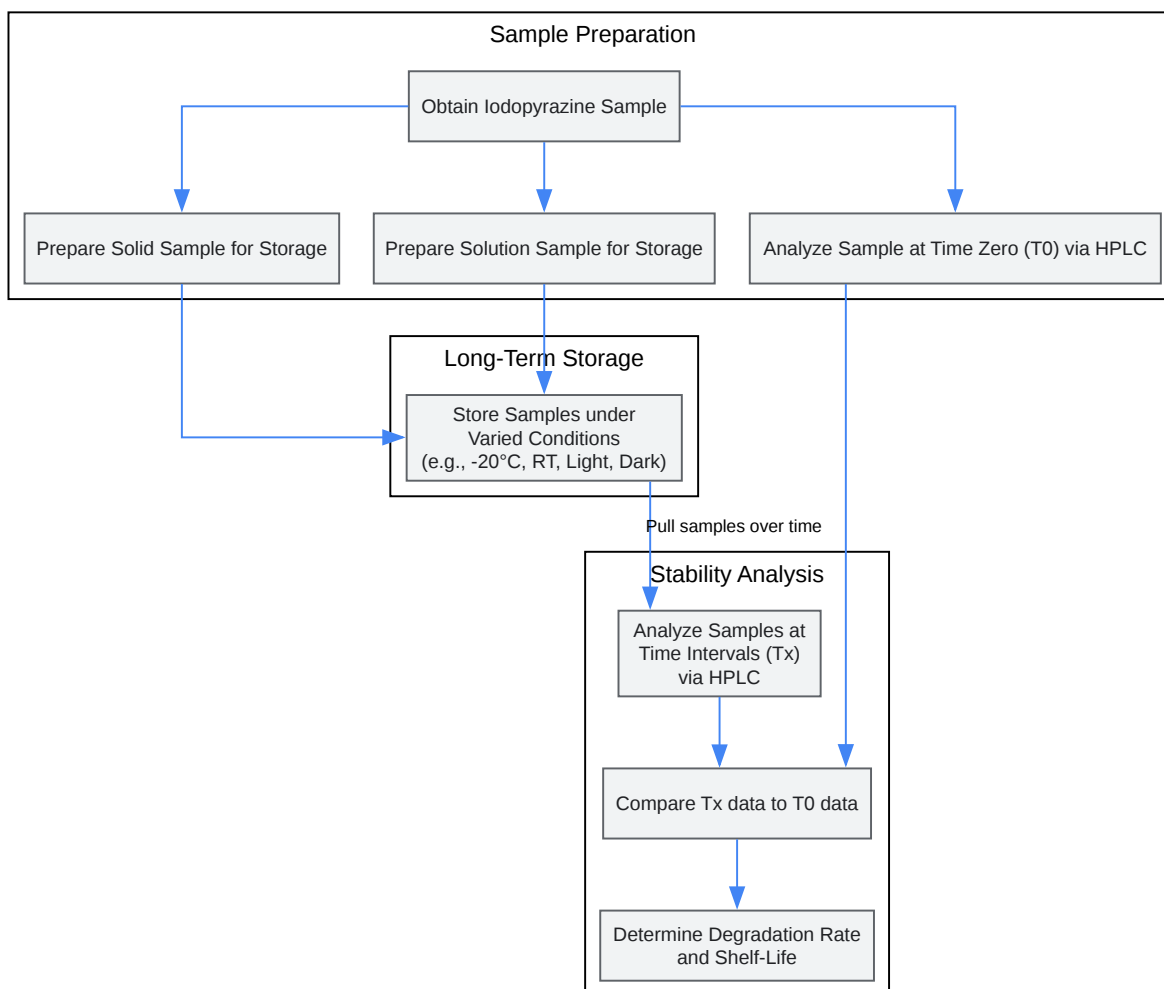 Sample Preparation
Obtain Iodopyrazine Sample
Prepare Solid Sample for Storage
Prepare Solution Sample for Storage
Analyze Sample at Time Zero (T0) via HPLC
Long-Term Storage
Store Samples under
Varied Conditions
(e.g., -20°C, RT, Light, Dark)
Pull samples over time
Stability Analysis
Analyze Samples at
Time Intervals (Tx)
via HPLC
Compare Tx data to T0 data
Determine Degradation Rate
and Shelf-Life